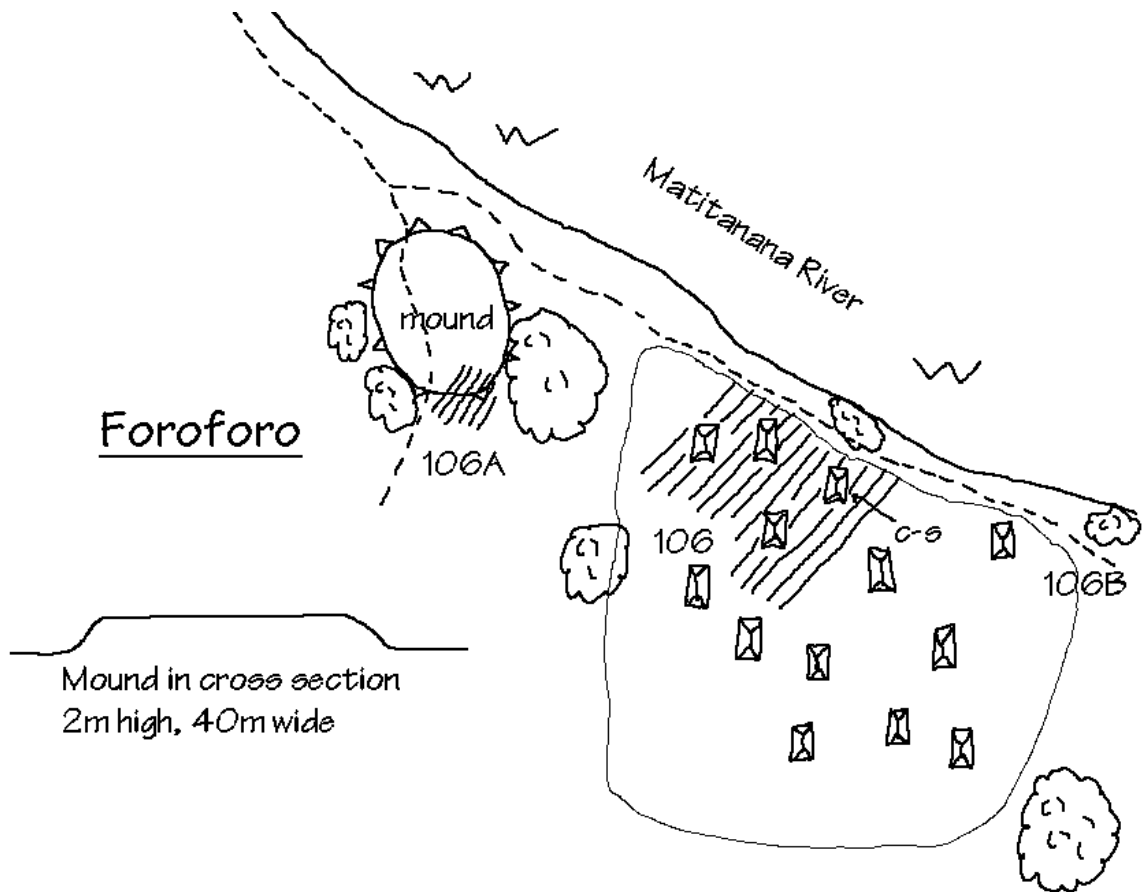 Matitanana River
mound
Foroforo
106A
106
c-s
106B
Mound in cross section
2m high, 40m wide